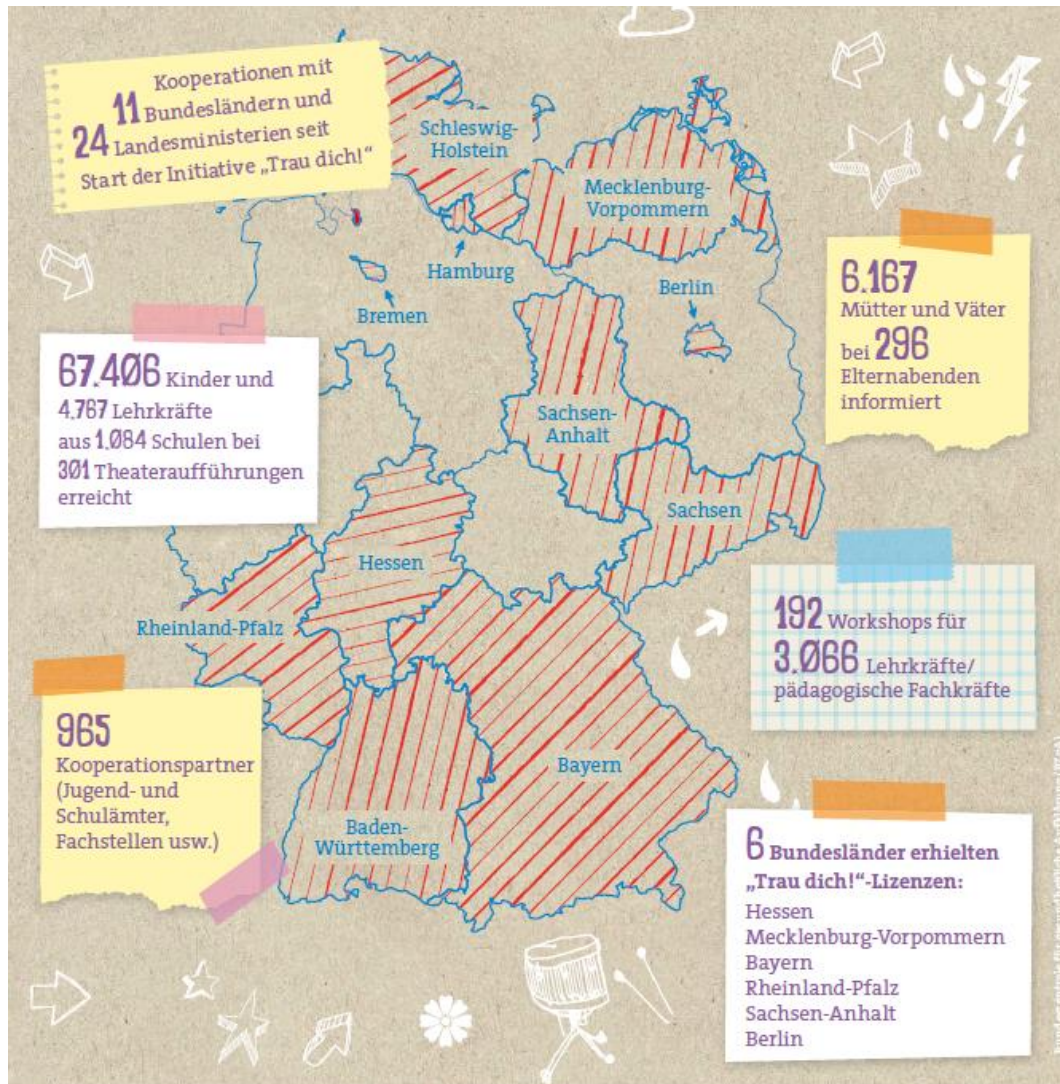 Kooperationen mit
11 Bundesländern und
24 Landesministerien seit
Start der Initiative „Trau dich!“
Schleswig-
Holstein
Mecklenburg-
Vorpommern
Hamburg
Bremen
Berlin
6.167
Mütter und Väter
bei 296
Elternabenden
informiert
67.406 Kinder und
4.767 Lehrkräfte
aus 1.084 Schulen bei
301 Theateraufführungen
erreicht
Sachsen-
Anhalt
Sachsen
Hessen
Rheinland-Pfalz
192 Workshops für
3.066 Lehrkräfte/
pädagogische Fachkräfte
965
Kooperationspartner
(Jugend- und
Schulämter,
Fachstellen usw.)
Bayern
Baden-
Württemberg
6 Bundesländer erhielten
„Trau dich!“-Lizenzen:
Hessen
Mecklenburg-Vorpommern
Bayern
Rheinland-Pfalz
Sachsen-Anhalt
Berlin